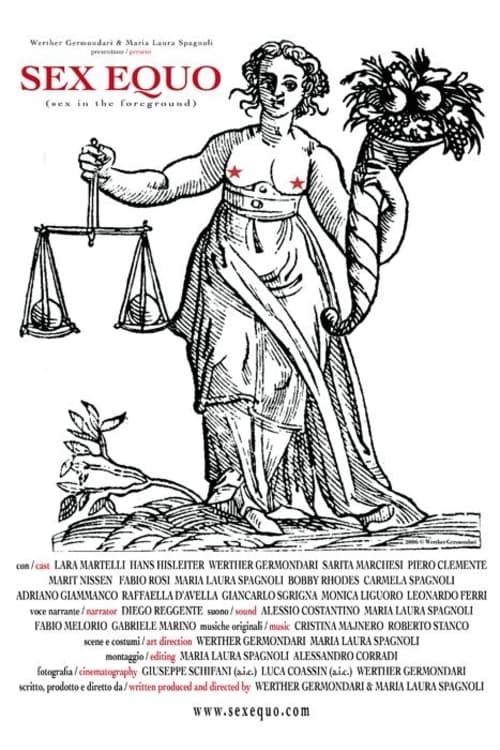 Werther Germondari & Maria Laura Spagnoli
presentano / present
SEX EQUO
(sex in the foreground)
2006 © Werther Germondari
con / cast LARA MARTELLI HANS HISLEITER WERTHER GERMONDARI SARITA MARCHESI PIERO CLEMENTE
MARIT NISSEN FABIO ROSI MARIA LAURA SPAGNOLI BOBBY RHODES CARMELA SPAGNOLI
ADRIANO GIAMMANCO RAFFAELLA D'AVELLA GIANCARLO SGRIGNA MONICA LIGUORO LEONARDO FERRI
voce narrante / narrator DIEGO REGGENTE suono / sound ALESSIO COSTANTINO MARIA LAURA SPAGNOLI
FABIO MELORIO GABRIELE MARINO musiche originali / music CRISTINA MAJNERO ROBERTO STANCO
scene e costumi / art direction WERTHER GERMONDARI MARIA LAURA SPAGNOLI
montaggio / editing MARIA LAURA SPAGNOLI ALESSANDRO CORRADI
fotografia / cinematography GIUSEPPE SCHIFANI (a.i.c.) LUCA COASSIN (a.i.c.) WERTHER GERMONDARI
scritto, prodotto e diretto da / written produced and directed by WERTHER GERMONDARI & MARIA LAURA SPAGNOLI
www.sexequo.com